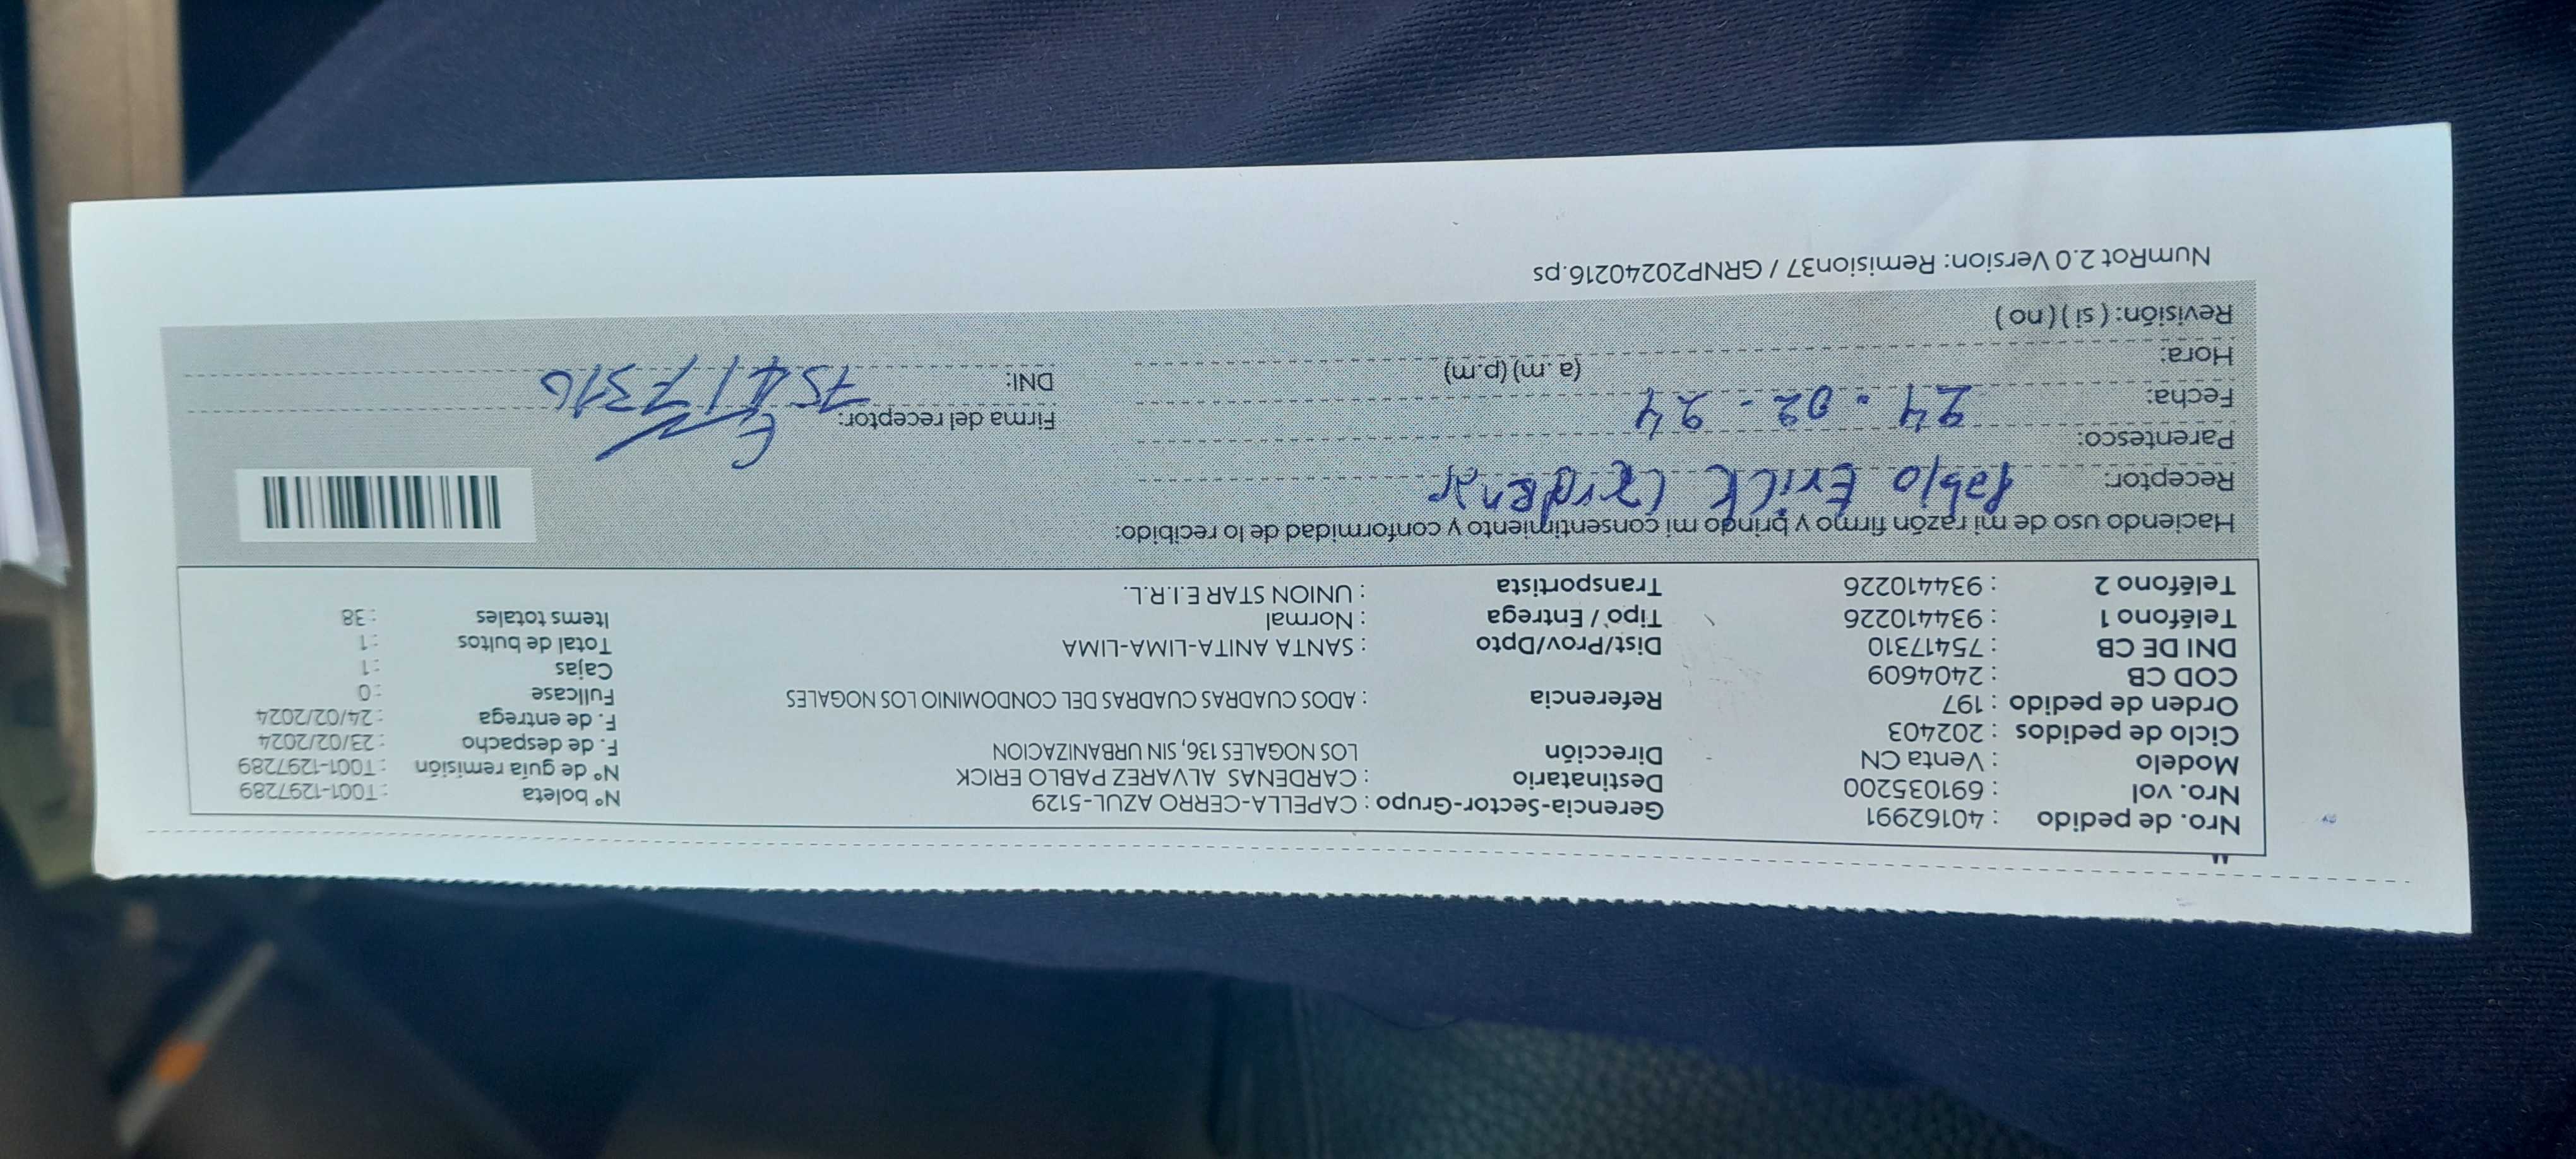 Nro. de pedido : 40162991 Gerencia-Sector-Grupo : CAPELLA-CERRO AZUL-5129 N° boleta : T001-1297289
Nro. vol : 691035200 Destinatario : CARDENAS ALVAREZ PABLO ERICK N° de guía remisión : T001-1297289
Modelo : Venta CN Dirección LOS NOGALES 136, SIN URBANIZACION F. de despacho : 23/02/2024
Ciclo de pedidos : 202403 F. de entrega : 24/02/2024
Orden de pedido : 197 Referencia : ADOS CUADRAS CUADRAS DEL CONDOMINIO LOS NOGALES Fullcase : 0
COD CB : 2404609 Cajas : 1
DNI DE CB : 75417310 Dist/Prov/Dpto : SANTA ANITA-LIMA-LIMA Total de bultos : 1
Teléfono 1 : 934410226 Tipo / Entrega : Normal Items totales : 38
Teléfono 2 : 934410226 Transportista : UNION STAR E.I.R.L.
Haciendo uso de mi razón firmo y brindo mi consentimiento y conformidad de lo recibido:
Receptor: Pablo Erick Cardenas
Parentesco:
Fecha: 24 - 02 - 24 Firma del receptor:
Hora: (a.m) (p.m) DNI: 75417310
Revisión: ( si ) ( no )
NumRot 2.0 Version: Remision37 / GRNP20240216.ps